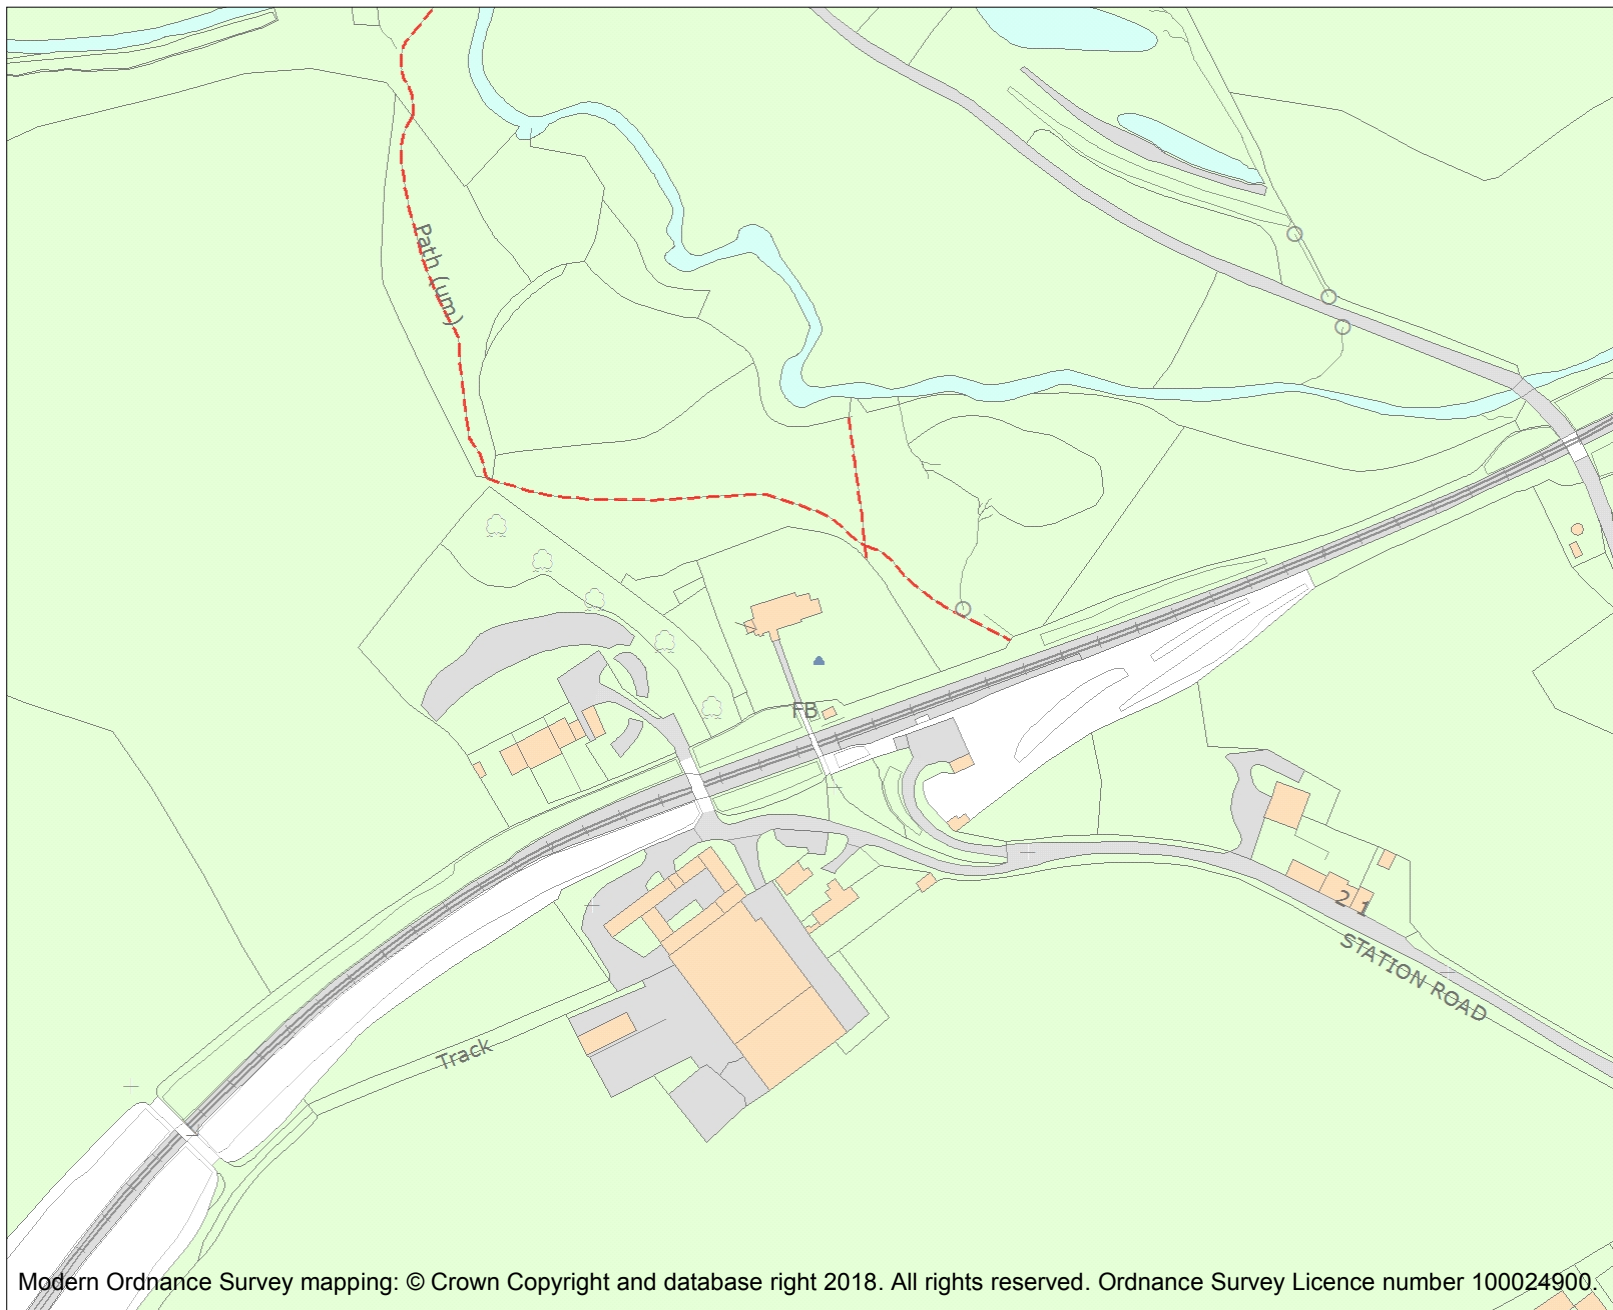 Path (um)
FB
2 1
STATION ROAD
Track
Modern Ordnance Survey mapping: © Crown Copyright and database right 2018. All rights reserved. Ordnance Survey Licence number 100024900.